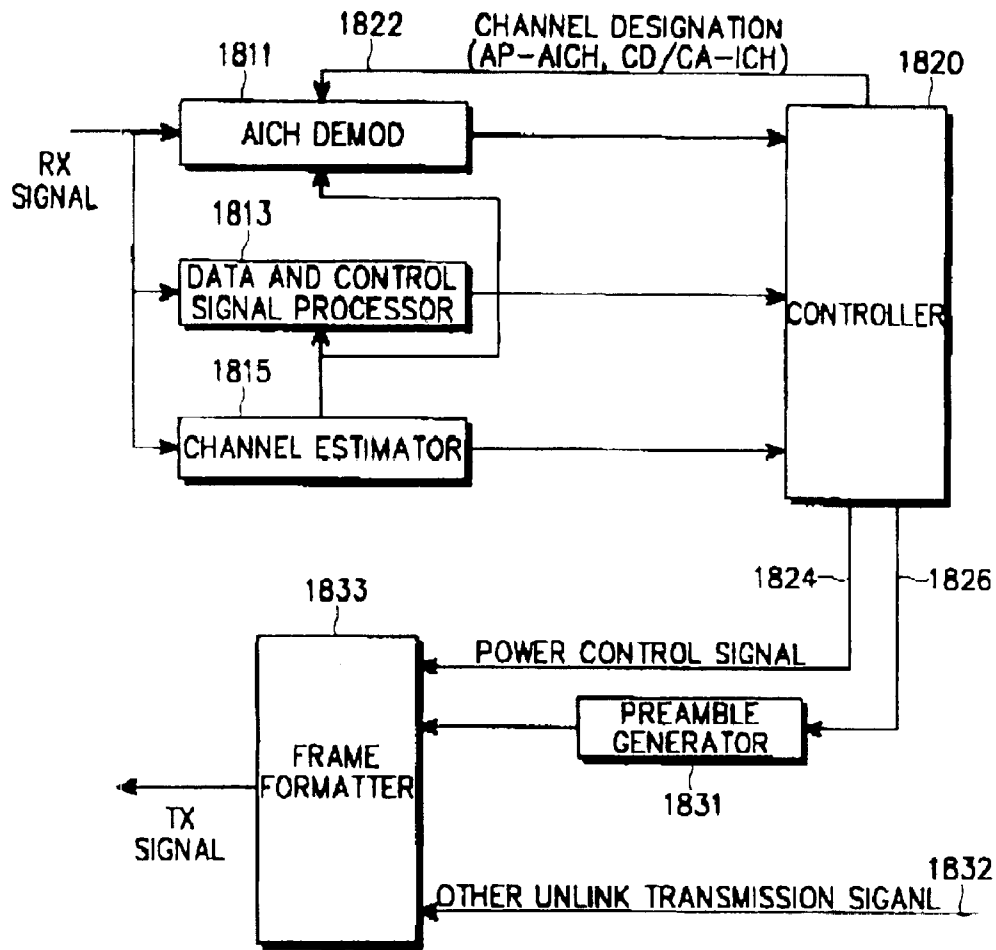 CHANNEL DESIGNATION
(AP-AICH, CD/CA-ICH)
1822
1811
1820
AICH DEMOD
RX
SIGNAL
1813
DATA AND CONTROL
SIGNAL PROCESSOR
CONTROLLER
1815
CHANNEL ESTIMATOR
1824
1826
1833
POWER CONTROL SIGNAL
PREAMBLE
GENERATOR
1831
FRAME
FORMATTER
TX
SIGNAL
1832
OTHER UNLINK TRANSMISSION SIGANL